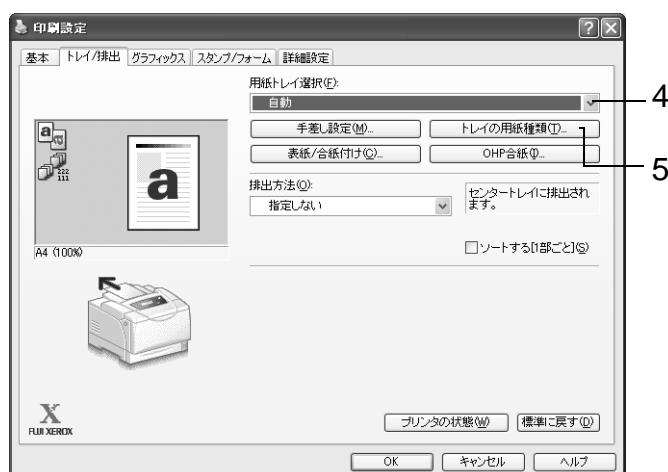 印刷設定
基本 トレイ/排出 グラフィックス スタンプ/フォーム 詳細設定
用紙トレイ選択(F):
自動
4
手差し設定(M)... トレイの用紙種類(T)...
表紙/合紙付け(C)... OHP合紙(I)...
5
排出方法(O):
指定しない
センタートレイに排出され
ます。
ソートする[1部ごと](S)
a
a
222
111
A4 (100%)
X
FUJI XEROX
プリンタの状態(W) 標準に戻す(D)
OK キャンセル ヘルプ